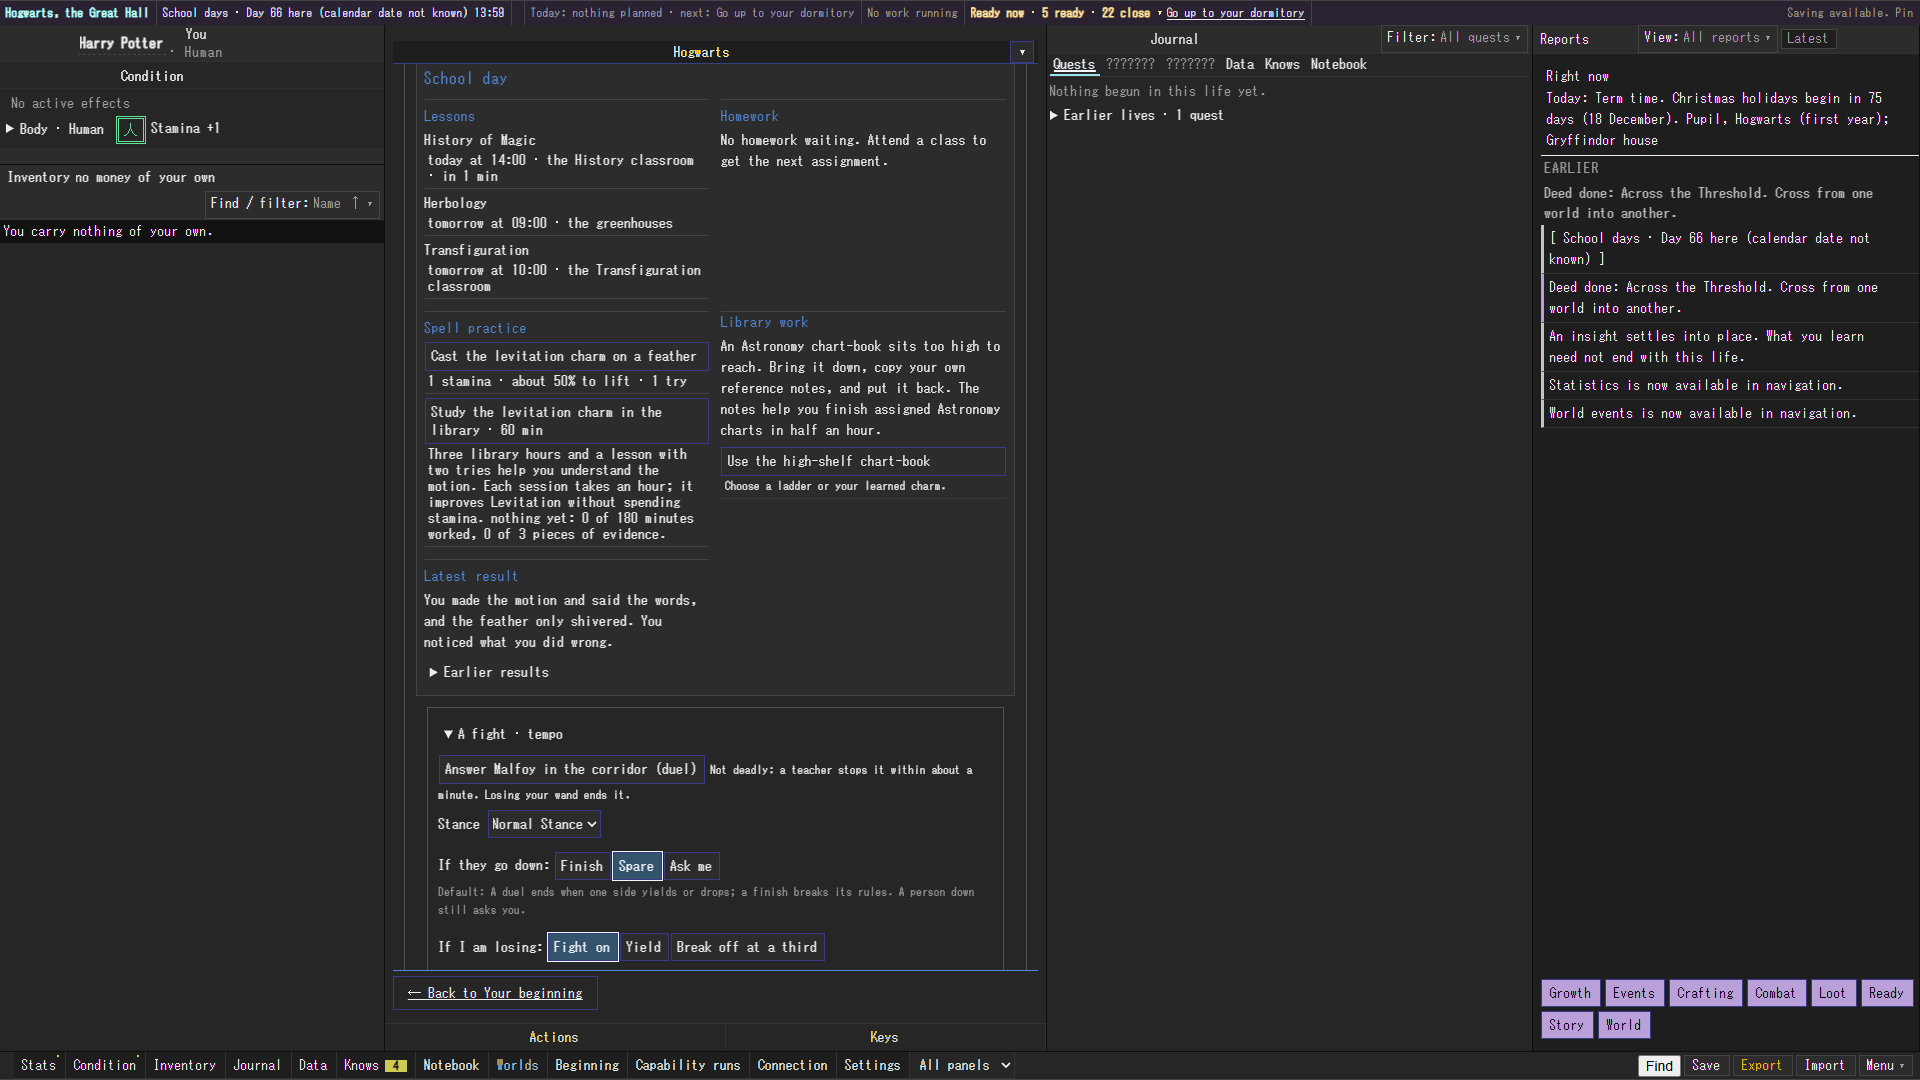 Hogwarts, the Great Hall School days · Day 66 here (calendar date not known) 13:59 Today: nothing planned · next: Go up to your dormitory No work running Ready now · 5 ready · 22 close ▾ Go up to your dormitory Saving available. Pin
Harry Potter · You
Human
Condition
No active effects
▶ Body · Human 人 Stamina +1
Inventory no money of your own
Find / filter: Name ↑ ▾
You carry nothing of your own.
Hogwarts ▾
School day
Lessons
History of Magic
today at 14:00 · the History classroom
· in 1 min
Herbology
tomorrow at 09:00 · the greenhouses
Transfiguration
tomorrow at 10:00 · the Transfiguration
classroom
Homework
No homework waiting. Attend a class to
get the next assignment.
Spell practice
Cast the levitation charm on a feather
1 stamina · about 50% to lift · 1 try
Study the levitation charm in the
library · 60 min
Three library hours and a lesson with
two tries help you understand the
motion. Each session takes an hour; it
improves Levitation without spending
stamina. nothing yet: 0 of 180 minutes
worked, 0 of 3 pieces of evidence.
Library work
An Astronomy chart-book sits too high to
reach. Bring it down, copy your own
reference notes, and put it back. The
notes help you finish assigned Astronomy
charts in half an hour.
Use the high-shelf chart-book
Choose a ladder or your learned charm.
Latest result
You made the motion and said the words,
and the feather only shivered. You
noticed what you did wrong.
▶ Earlier results
▼ A fight · tempo
Answer Malfoy in the corridor (duel) Not deadly: a teacher stops it within about a
minute. Losing your wand ends it.
Stance Normal Stance
If they go down: Finish Spare Ask me
Default: A duel ends when one side yields or drops; a finish breaks its rules. A person down
still asks you.
If I am losing: Fight on Yield Break off at a third
← Back to Your beginning
Actions Keys
Journal Filter: All quests ▾
Quests ??????? ??????? Data Knows Notebook
Nothing begun in this life yet.
▶ Earlier lives · 1 quest
Reports View: All reports ▾ Latest
Right now
Today: Term time. Christmas holidays begin in 75
days (18 December). Pupil, Hogwarts (first year);
Gryffindor house
EARLIER
Deed done: Across the Threshold. Cross from one
world into another.
[ School days · Day 66 here (calendar date not
known) ]
Deed done: Across the Threshold. Cross from one
world into another.
An insight settles into place. What you learn
need not end with this life.
Statistics is now available in navigation.
World events is now available in navigation.
Growth Events Crafting Combat Loot Ready
Story World
Stats Condition Inventory Journal Data Knows 4 Notebook Worlds Beginning Capability runs Connection Settings All panels Find Save Export Import Menu ▾